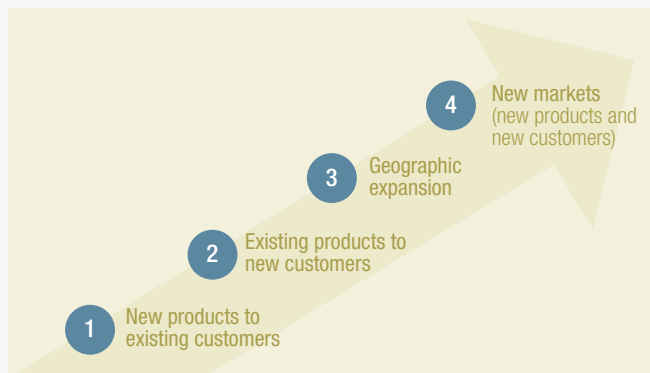 4
New markets
(new products and
new customers)
3
Geographic
expansion
2
Existing products to
new customers
1
New products to
existing customers